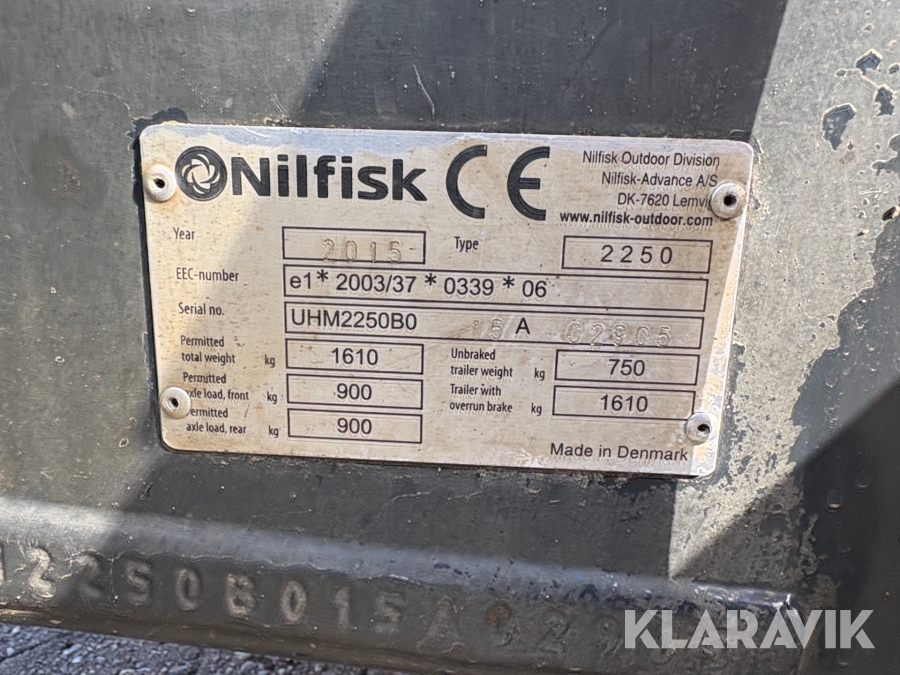 Nilfisk CE
Nilfisk Outdoor Division
Nilfisk-Advance A/S
DK-7620 Lemvig
www.nilfisk-outdoor.com
Year 2015 Type 2250
EEC-number e1* 2003/37 * 0339 * 06
Serial no. UHM2250B0 15 A
Permitted total weight kg 1610 Unbraked trailer weight kg 750
Permitted axle load, front kg 900 Trailer with overrun brake kg 1610
Permitted axle load, rear kg 900
Made in Denmark
2250B015A
KLARAVIK